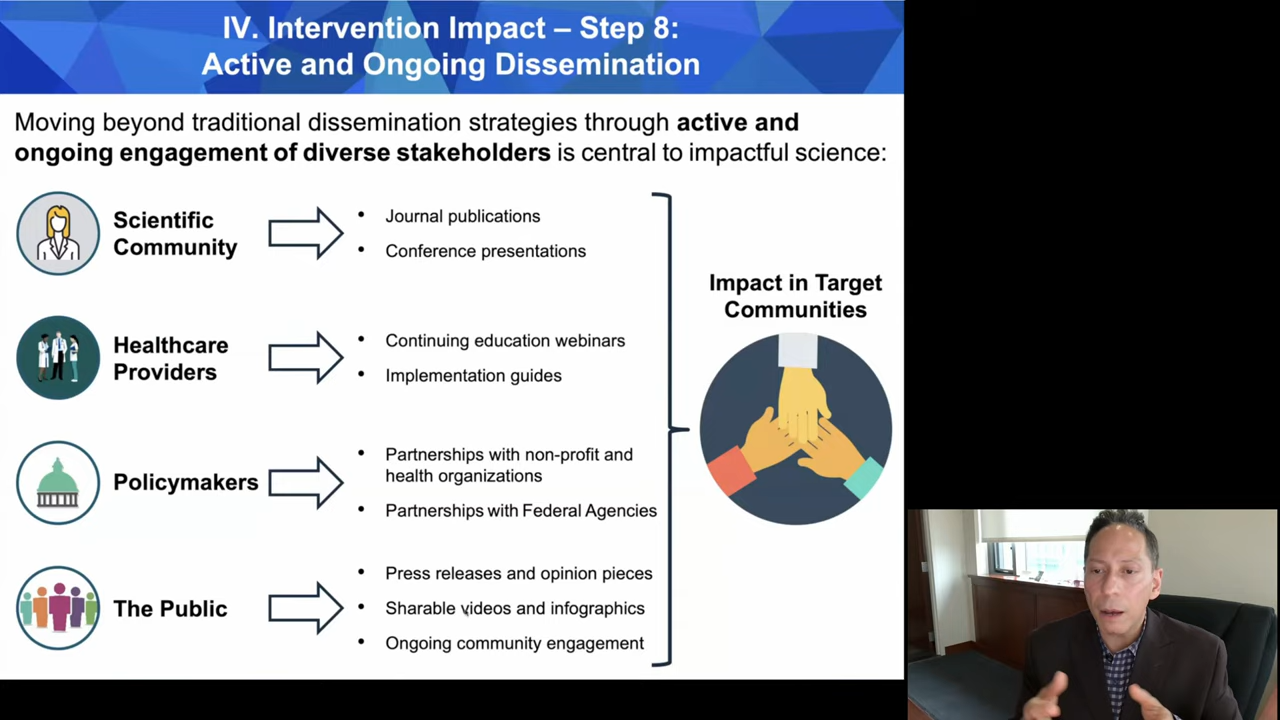 IV. Intervention Impact – Step 8:
Active and Ongoing Dissemination
Moving beyond traditional dissemination strategies through active and
ongoing engagement of diverse stakeholders is central to impactful science:
Scientific
Community
• Journal publications
• Conference presentations
Healthcare
Providers
• Continuing education webinars
• Implementation guides
Policymakers
• Partnerships with non-profit and
health organizations
• Partnerships with Federal Agencies
The Public
• Press releases and opinion pieces
• Sharable videos and infographics
• Ongoing community engagement
Impact in Target
Communities